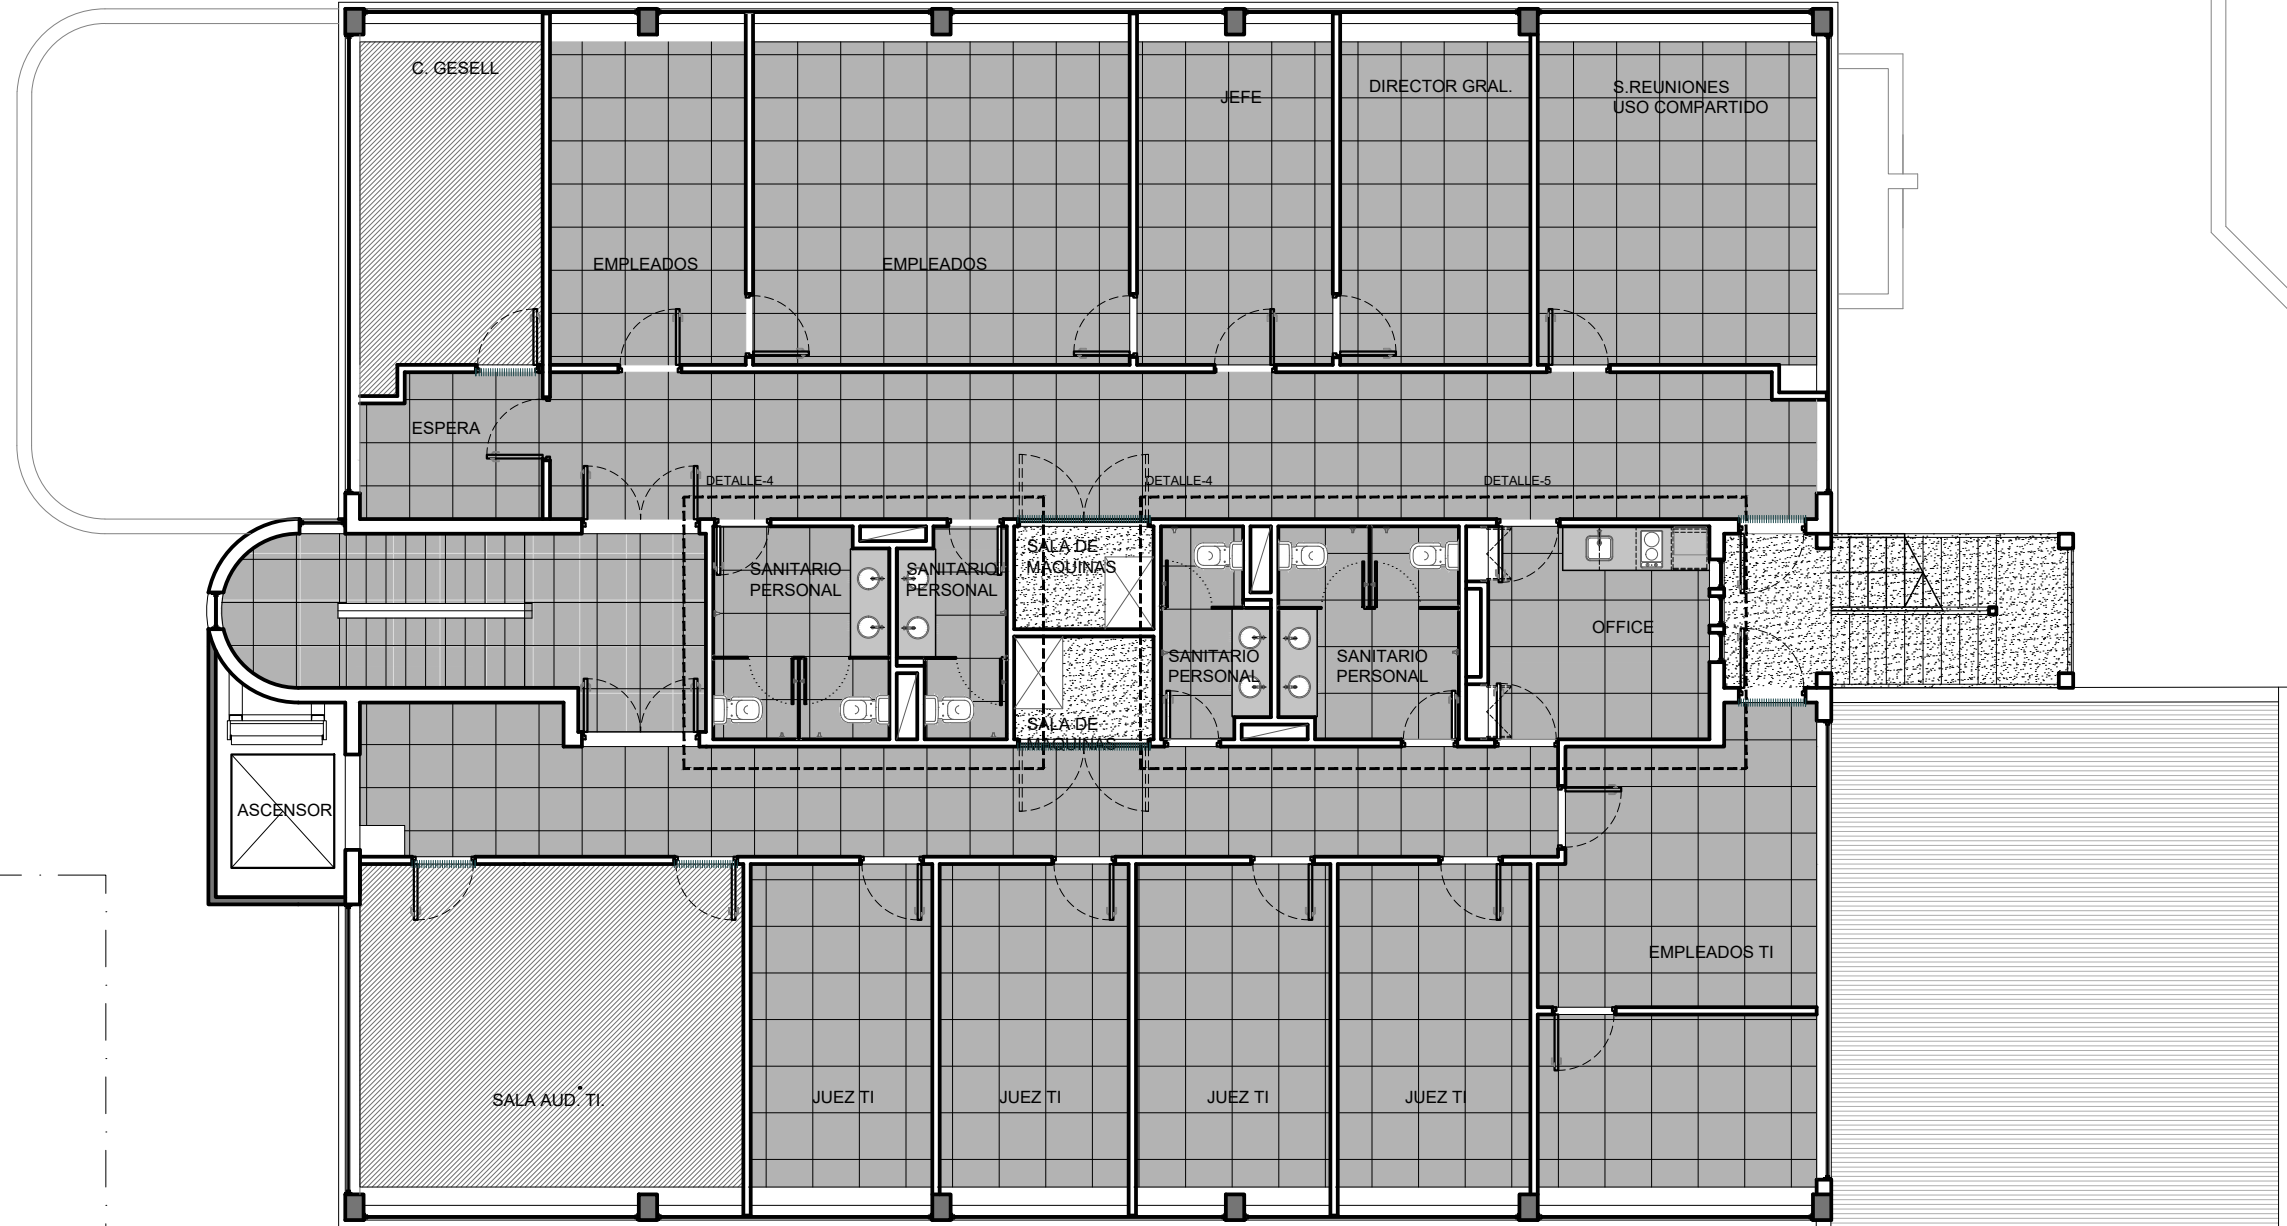 C. GESELL
DIRECTOR GRAL.
S.REUNIONES
USO COMPARTIDO
JEFE
EMPLEADOS
EMPLEADOS
ESPERA
DETALLE-4
DETALLE-4
DETALLE-5
SALA DE
MAQUINAS
SANITARIO
PERSONAL
SANITARIO
PERSONAL
OFFICE
SANITARIO
PERSONAL
SANITARIO
PERSONAL
SALA DE
MAQUINAS
ASCENSOR
EMPLEADOS TI
SALA AUD. TI.
JUEZ TI
JUEZ TI
JUEZ TI
JUEZ TI